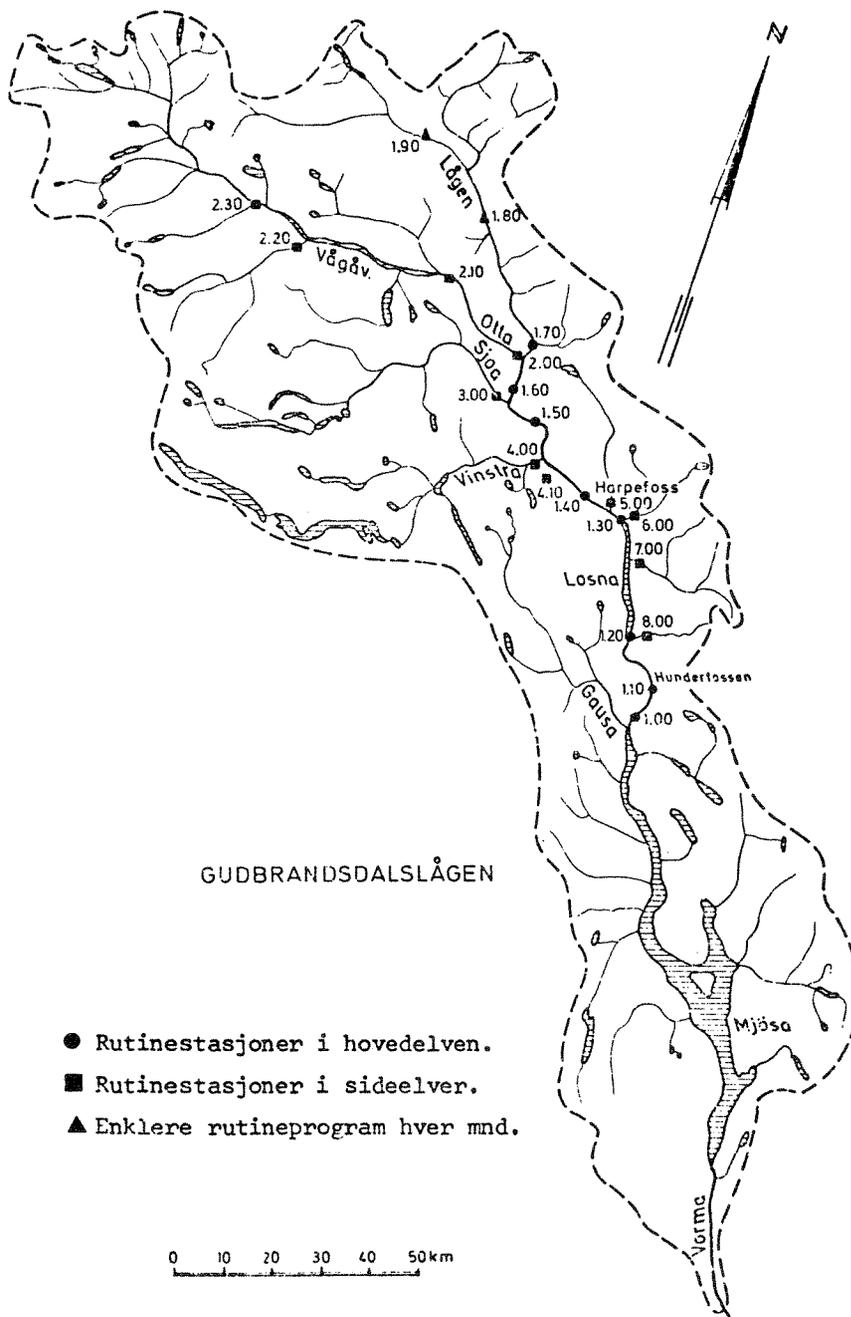 N
1.90
Lågen
1.80
2.30
2.20
Vågåv.
2.10
Otta
1.70
2.00
Sjoa
3.00
1.60
1.50
4.00
Vinstra
4.10
Harpefoss
1.40
5.00
1.30
6.00
7.00
Losna
8.00
1.20
Hunderfossen
1.10
Gausa
1.00
GUDBRANDSDALSLÅGEN
Mjösa
● Rutinestasjoner i hovedelven.
■ Rutinestasjoner i sideelver.
▲ Enklere rutineprogram hver mnd.
Vorma
0 10 20 30 40 50km